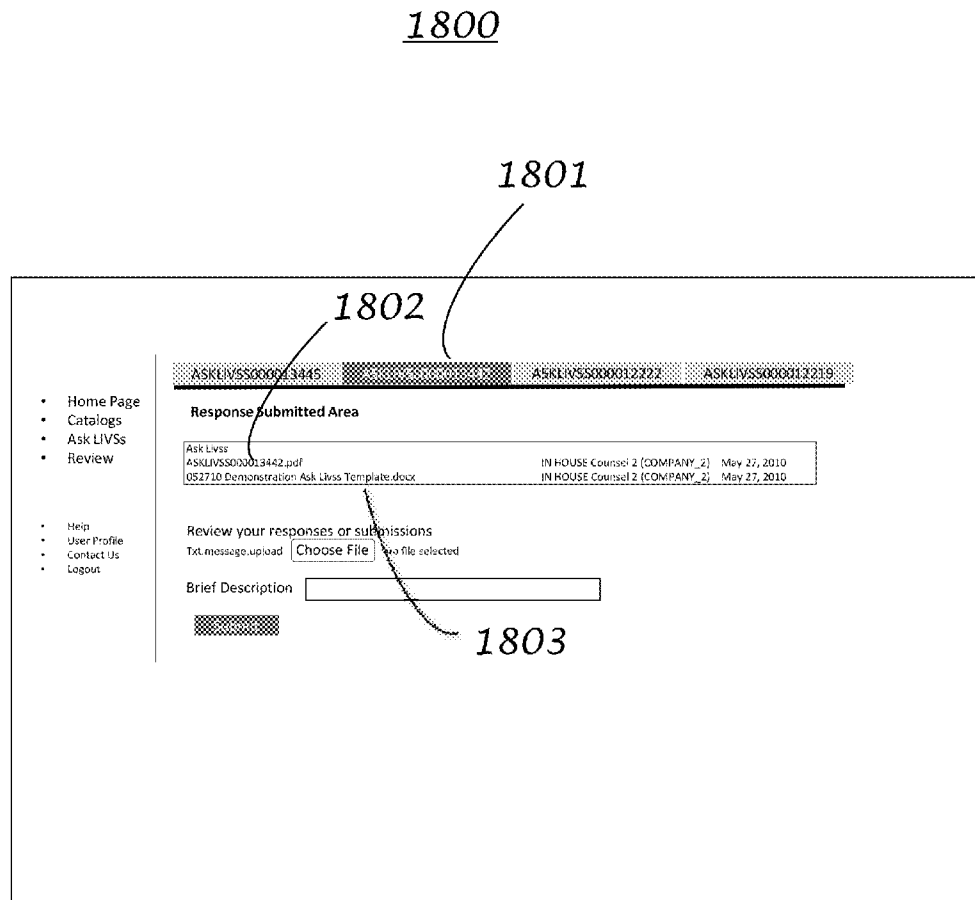 1800
1801
1802
ASKLIVSS000013445 ASKLIVSS000012222 ASKLIVSS000012219
Home Page
Catalogs
Ask LIVSs
Review
Response Submitted Area
Ask Livss
ASKLIVSS000013442.pdf IN HOUSE Counsel 2 (COMPANY_2) May 27, 2010
052710 Demonstration Ask Livss Template.docx IN HOUSE Counsel 2 (COMPANY_2) May 27, 2010
Help
User Profile
Contact Us
Logout
Review your responses or submissions
Txt.message.upload Choose File no file selected
Brief Description
1803